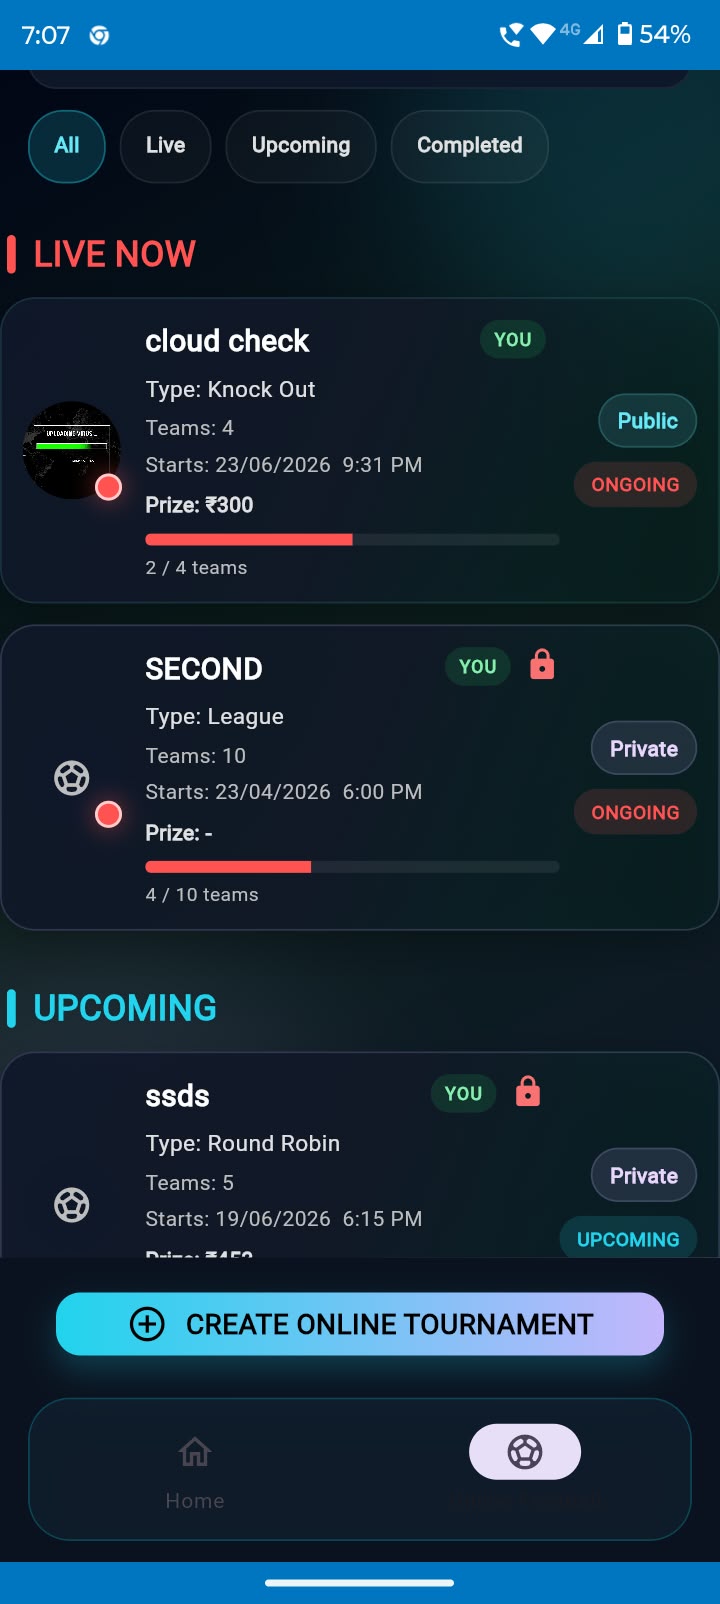 7:07
4G
54%
All
Live
Upcoming
Completed
LIVE NOW
cloud check
YOU
Type: Knock Out
Public
Teams: 4
Starts: 23/06/2026 9:31 PM
ONGOING
Prize: ₹300
2 / 4 teams
SECOND
YOU
Type: League
Private
Teams: 10
Starts: 23/04/2026 6:00 PM
ONGOING
Prize: -
4 / 10 teams
UPCOMING
ssds
YOU
Type: Round Robin
Private
Teams: 5
Starts: 19/06/2026 6:15 PM
UPCOMING
CREATE ONLINE TOURNAMENT
Home